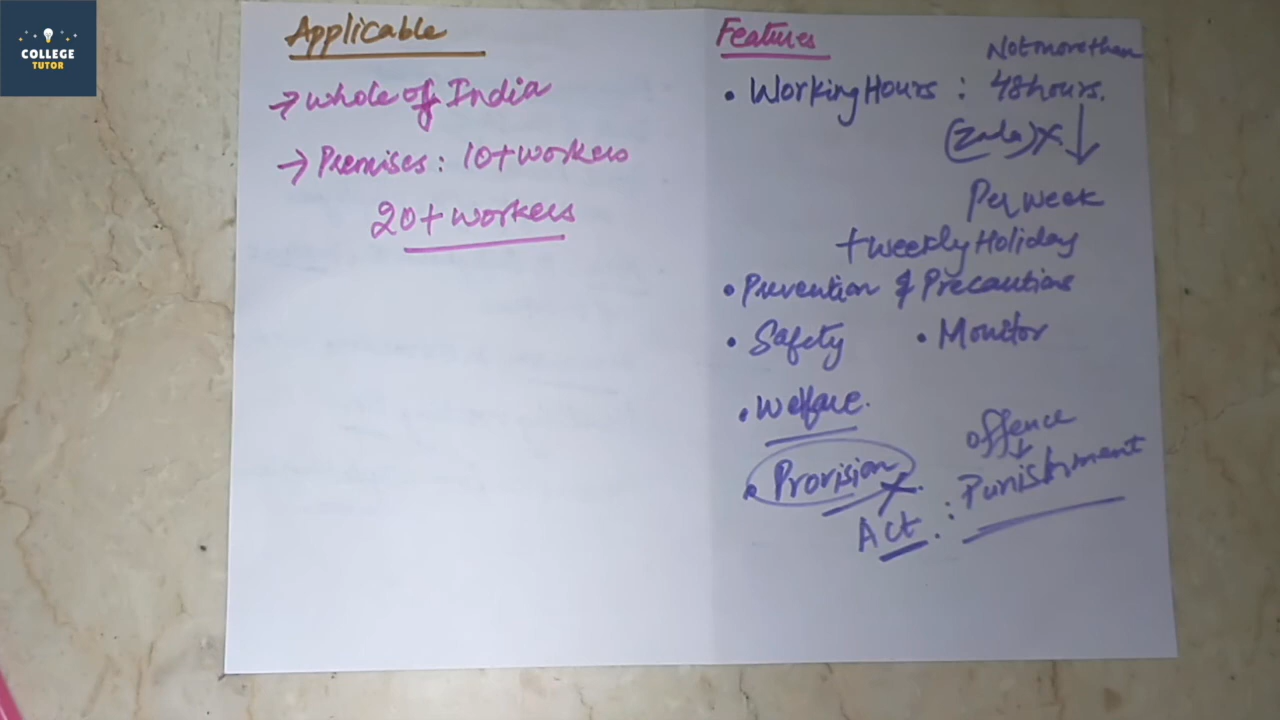 COLLEGE
TUTOR
Applicable
→ Whole of India
→ Premises: 10+ workers
20+ workers
Features
Not more than
• Working Hours : 48 hours.
(Zada) ✗ ↓
Per week
+ Weekly Holiday
• Prevention & Precautions
• Safety • Monitor
• Welfare.
offence
↓
• Provision ✗. Punishment
Act. :